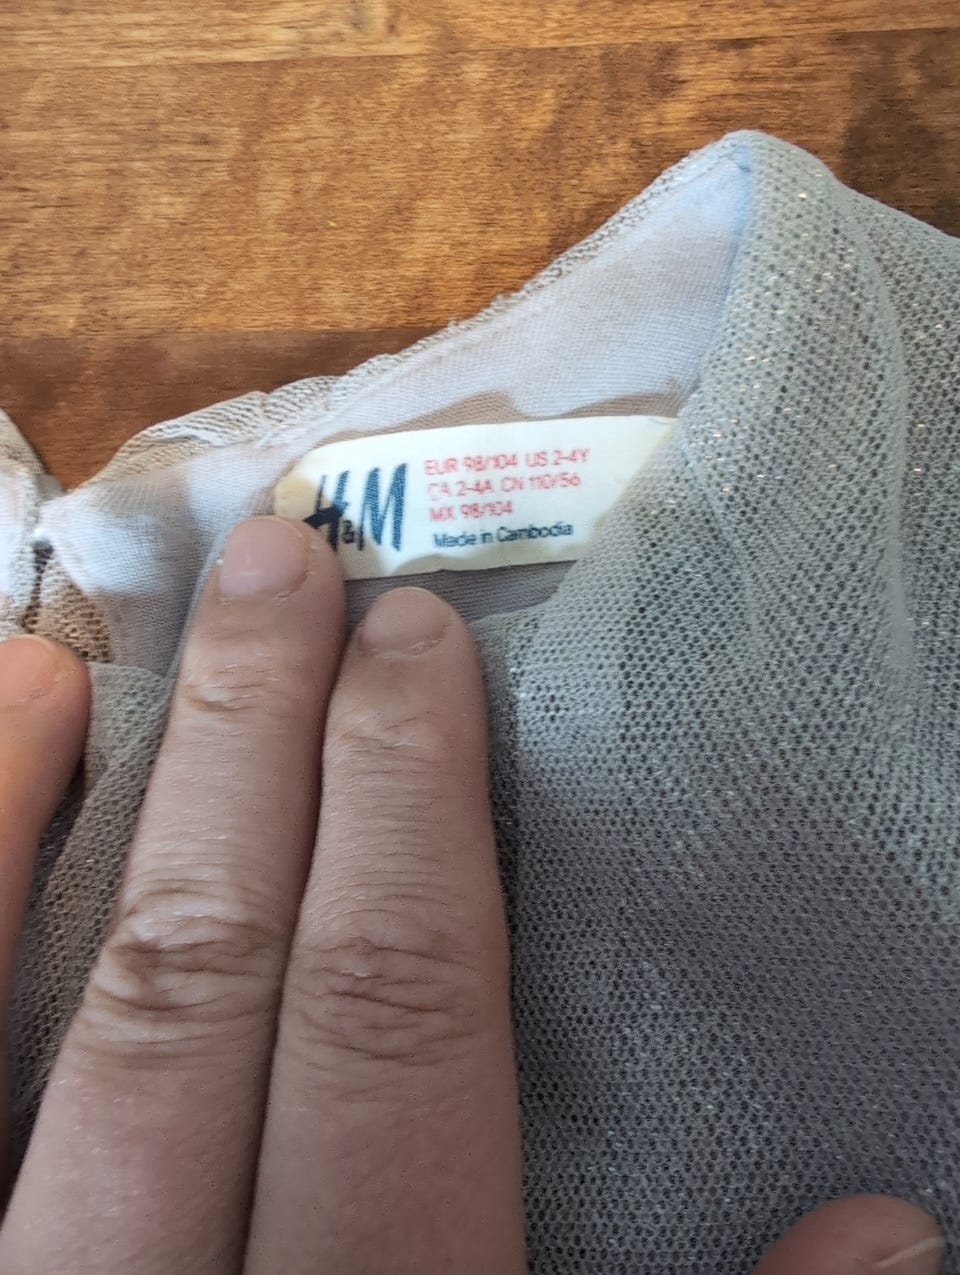 H&M
EUR 98/104 US 2-4Y
CA 2-4A CN 110/56
MX 98/104
Made in Cambodia